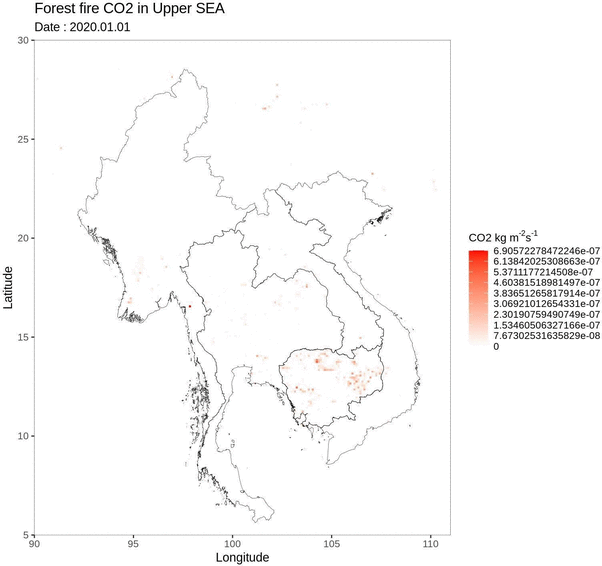 Forest fire CO2 in Upper SEA
Date : 2020.01.01
30
25
20
15
10
5
Latitude
90
95
100
105
110
Longitude
CO2 kg m-2s-1
6.90572278472246e-07
6.13842025308663e-07
5.3711177214508e-07
4.60381518981497e-07
3.83651265817914e-07
3.06921012654331e-07
2.30190759490749e-07
1.53460506327166e-07
7.67302531635829e-08
0